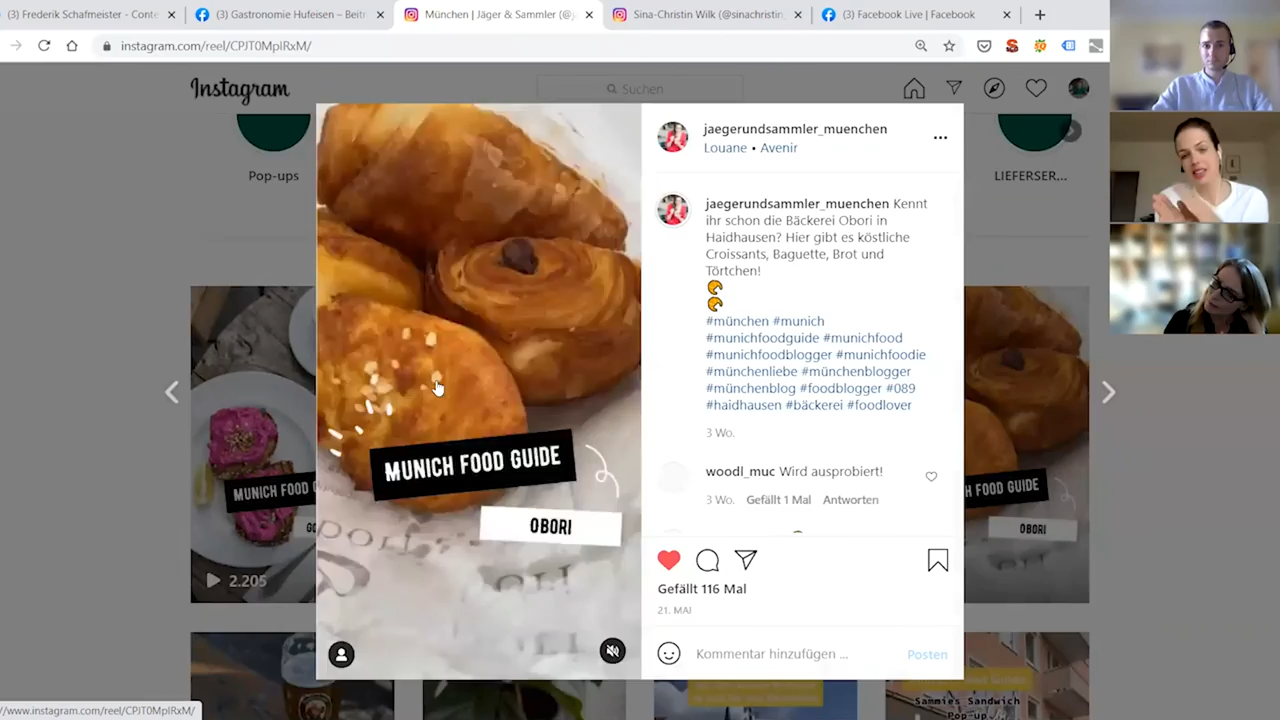 (3) Frederik Schafmeister - Conte
(3) Gastronomie Hufeisen – Beitr
München | Jäger & Sammler (@j
Sina-Christin Wilk (@sinachristin_
(3) Facebook Live | Facebook
instagram.com/reel/CPJT0MplRxM/
Instagram
Suchen
Pop-ups
LIEFERSER...
jaegerundsammler_muenchen
Louane • Avenir
jaegerundsammler_muenchen Kennt
ihr schon die Bäckerei Obori in
Haidhausen? Hier gibt es köstliche
Croissants, Baguette, Brot und
Törtchen!
#münchen #munich
#munichfoodguide #munichfood
#munichfoodblogger #munichfoodie
#münchenliebe #münchenblogger
#münchenblog #foodblogger #089
#haidhausen #bäckerei #foodlover
3 Wo.
woodl_muc Wird ausprobiert!
3 Wo. Gefällt 1 Mal Antworten
Gefällt 116 Mal
21. MAI
Kommentar hinzufügen ...
Posten
MUNICH FOOD GUIDE
OBORI
MUNICH FOOD G
GO
2.205
H FOOD GUIDE
OBORI
Sammies Sandwich
Pop-up
//www.instagram.com/reel/CPJT0MplRxM/